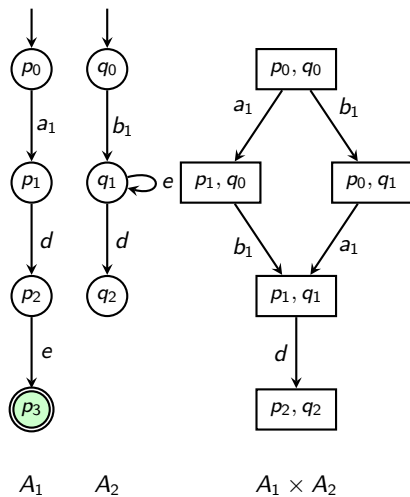 p₀ q₀ p₀, q₀
a₁ b₁ a₁ b₁
p₁ q₁ e p₁, q₀ p₀, q₁
d d b₁ a₁
p₂ q₂ p₁, q₁
e d
p₃ p₂, q₂
A₁ A₂ A₁ × A₂